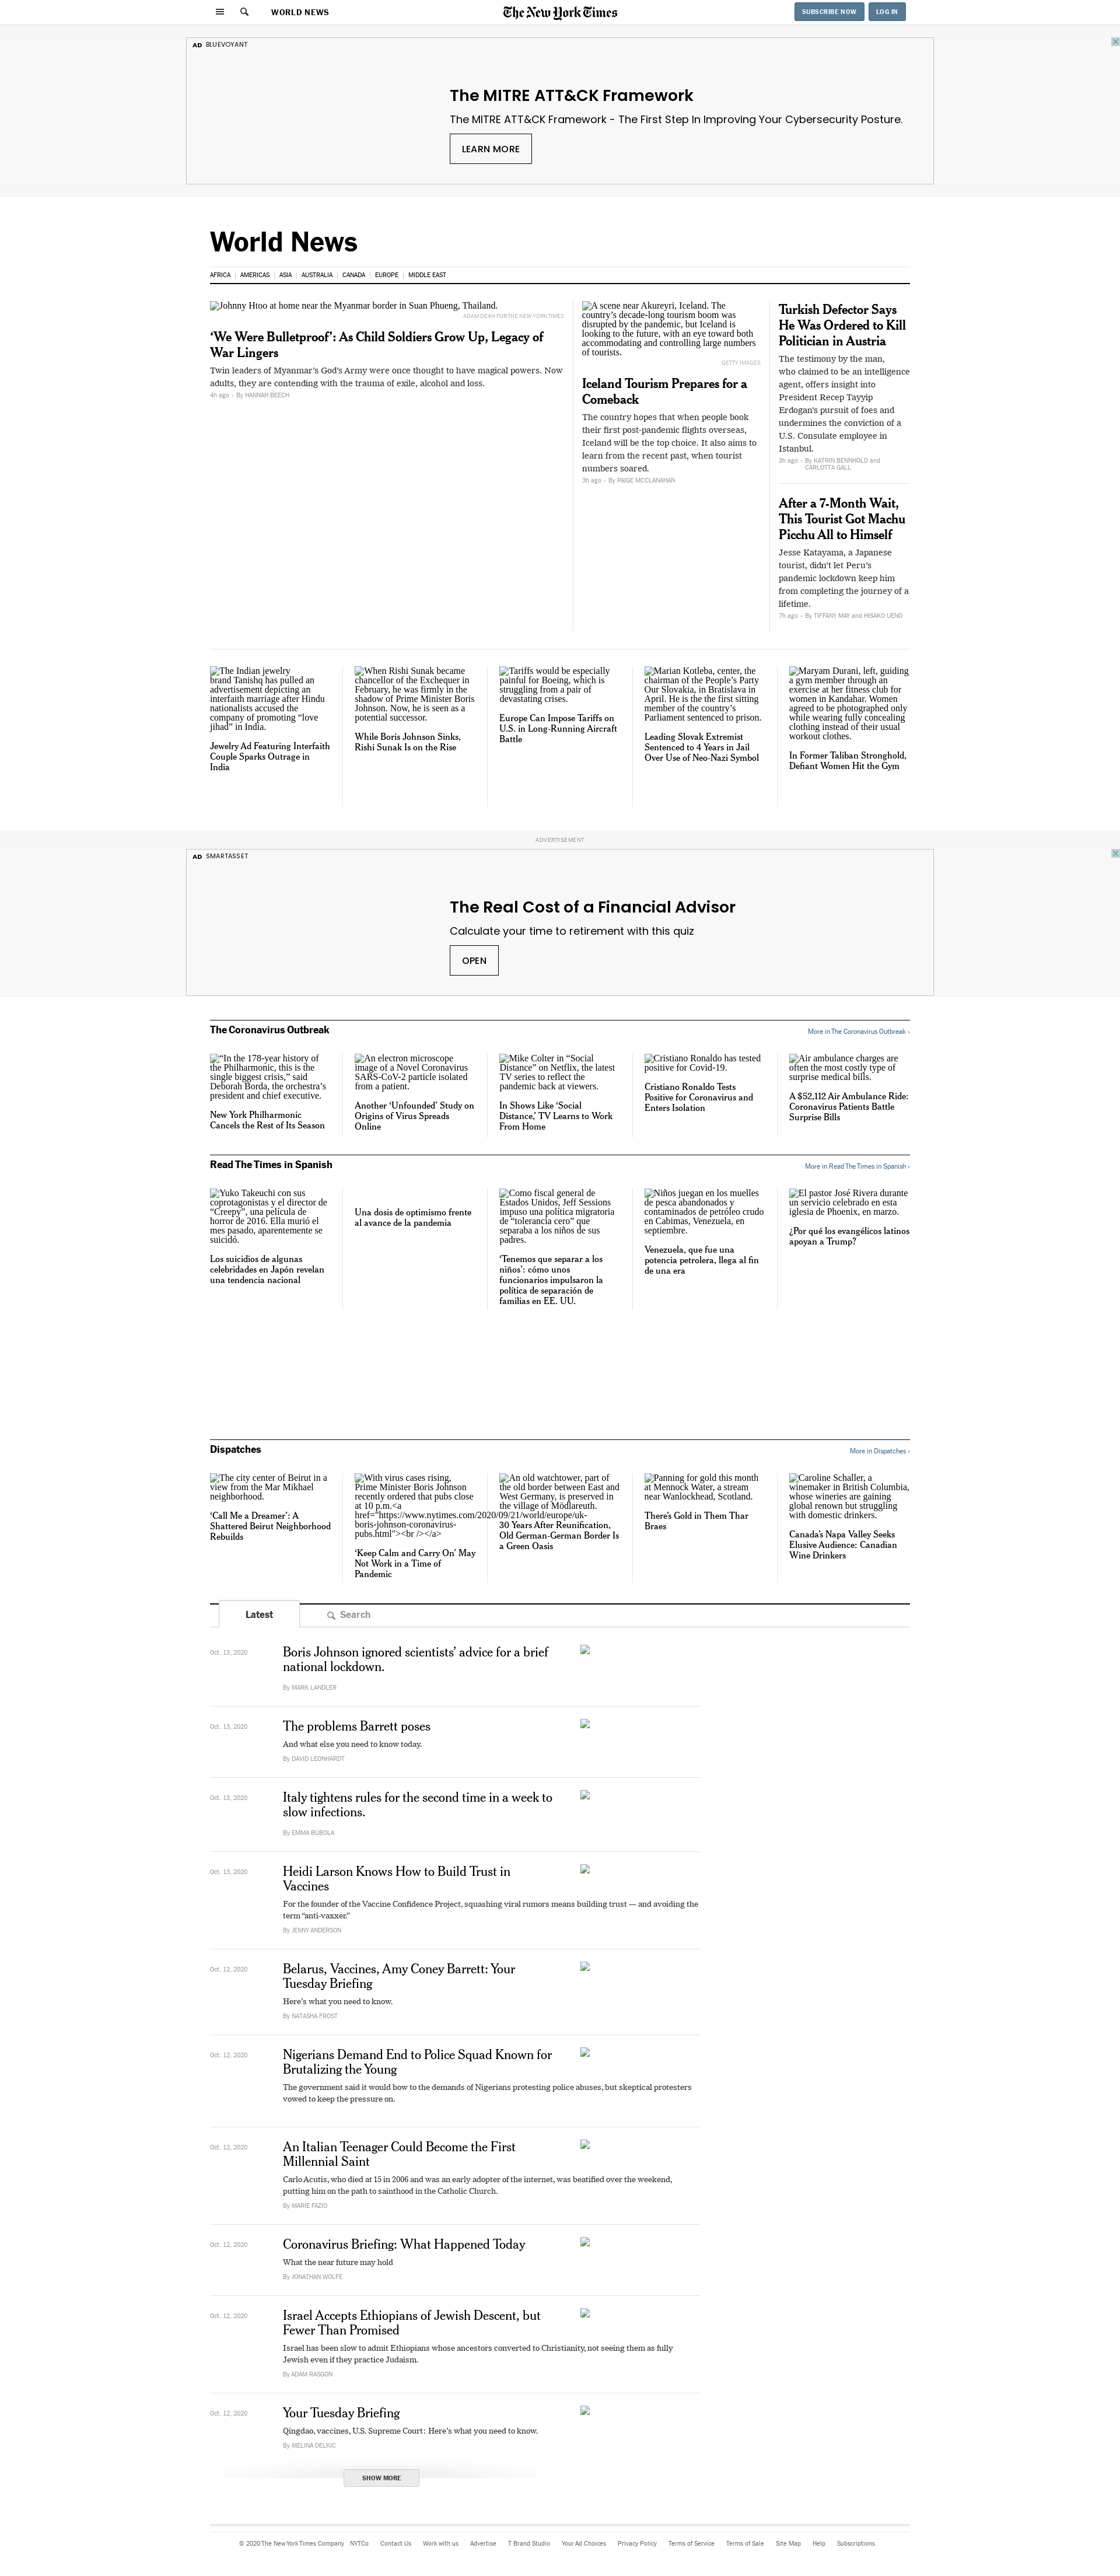 WORLD NEWS
The New York Times
SUBSCRIBE NOW
LOG IN
AD BLUEVOYANT
The MITRE ATT&CK Framework
The MITRE ATT&CK Framework - The First Step In Improving Your Cybersecurity Posture.
LEARN MORE
World News
AFRICA
AMERICAS
ASIA
AUSTRALIA
CANADA
EUROPE
MIDDLE EAST
Johnny Htoo at home near the Myanmar border in Suan Phueng, Thailand.
ADAM DEAN FOR THE NEW YORK TIMES
‘We Were Bulletproof’: As Child Soldiers Grow Up, Legacy of
War Lingers
Twin leaders of Myanmar’s God’s Army were once thought to have magical powers. Now
adults, they are contending with the trauma of exile, alcohol and loss.
4h ago - By HANNAH BEECH
A scene near Akureyri, Iceland. The
country’s decade-long tourism boom was
disrupted by the pandemic, but Iceland is
looking to the future, with an eye toward both
accommodating and controlling large numbers
of tourists.
GETTY IMAGES
Iceland Tourism Prepares for a
Comeback
The country hopes that when people book
their first post-pandemic flights overseas,
Iceland will be the top choice. It also aims to
learn from the recent past, when tourist
numbers soared.
3h ago - By PAIGE MCCLANAHAN
Turkish Defector Says
He Was Ordered to Kill
Politician in Austria
The testimony by the man,
who claimed to be an intelligence
agent, offers insight into
President Recep Tayyip
Erdogan’s pursuit of foes and
undermines the conviction of a
U.S. Consulate employee in
Istanbul.
3h ago - By KATRIN BENNHOLD and
CARLOTTA GALL
After a 7-Month Wait,
This Tourist Got Machu
Picchu All to Himself
Jesse Katayama, a Japanese
tourist, didn’t let Peru’s
pandemic lockdown keep him
from completing the journey of a
lifetime.
7h ago - By TIFFANY MAY and HISAKO UENO
The Indian jewelry
brand Tanishq has pulled an
advertisement depicting an
interfaith marriage after Hindu
nationalists accused the
company of promoting “love
jihad” in India.
Jewelry Ad Featuring Interfaith
Couple Sparks Outrage in
India
When Rishi Sunak became
chancellor of the Exchequer in
February, he was firmly in the
shadow of Prime Minister Boris
Johnson. Now, he is seen as a
potential successor.
While Boris Johnson Sinks,
Rishi Sunak Is on the Rise
Tariffs would be especially
painful for Boeing, which is
struggling from a pair of
devastating crises.
Europe Can Impose Tariffs on
U.S. in Long-Running Aircraft
Battle
Marian Kotleba, center, the
chairman of the People’s Party
Our Slovakia, in Bratislava in
April. He is the the first sitting
member of the country’s
Parliament sentenced to prison.
Leading Slovak Extremist
Sentenced to 4 Years in Jail
Over Use of Neo-Nazi Symbol
Maryam Durani, left, guiding
a gym member through an
exercise at her fitness club for
women in Kandahar. Women
agreed to be photographed only
while wearing fully concealing
clothing instead of their usual
workout clothes.
In Former Taliban Stronghold,
Defiant Women Hit the Gym
ADVERTISEMENT
AD SMARTASSET
The Real Cost of a Financial Advisor
Calculate your time to retirement with this quiz
OPEN
The Coronavirus Outbreak
More in The Coronavirus Outbreak ›
“In the 178-year history of
the Philharmonic, this is the
single biggest crisis,” said
Deborah Borda, the orchestra’s
president and chief executive.
New York Philharmonic
Cancels the Rest of Its Season
An electron microscope
image of a Novel Coronavirus
SARS-CoV-2 particle isolated
from a patient.
Another ‘Unfounded’ Study on
Origins of Virus Spreads
Online
Mike Colter in “Social
Distance” on Netflix, the latest
TV series to reflect the
pandemic back at viewers.
In Shows Like ‘Social
Distance,’ TV Learns to Work
From Home
Cristiano Ronaldo has tested
positive for Covid-19.
Cristiano Ronaldo Tests
Positive for Coronavirus and
Enters Isolation
Air ambulance charges are
often the most costly type of
surprise medical bills.
A $52,112 Air Ambulance Ride:
Coronavirus Patients Battle
Surprise Bills
Read The Times in Spanish
More in Read The Times in Spanish ›
Yuko Takeuchi con sus
coprotagonistas y el director de
“Creepy”, una película de
horror de 2016. Ella murió el
mes pasado, aparentemente se
suicidó.
Los suicidios de algunas
celebridades en Japón revelan
una tendencia nacional
Una dosis de optimismo frente
al avance de la pandemia
Como fiscal general de
Estados Unidos, Jeff Sessions
impuso una política migratoria
de “tolerancia cero” que
separaba a los niños de sus
padres.
‘Tenemos que separar a los
niños’: cómo unos
funcionarios impulsaron la
política de separación de
familias en EE. UU.
Niños juegan en los muelles
de pesca abandonados y
contaminados de petróleo crudo
en Cabimas, Venezuela, en
septiembre.
Venezuela, que fue una
potencia petrolera, llega al fin
de una era
El pastor José Rivera durante
un servicio celebrado en esta
iglesia de Phoenix, en marzo.
¿Por qué los evangélicos latinos
apoyan a Trump?
Dispatches
More in Dispatches ›
The city center of Beirut in a
view from the Mar Mikhael
neighborhood.
‘Call Me a Dreamer’: A
Shattered Beirut Neighborhood
Rebuilds
With virus cases rising,
Prime Minister Boris Johnson
recently ordered that pubs close
at 10 p.m.<a
href="https://www.nytimes.com/2020/09/21/world/europe/uk-
boris-johnson-coronavirus-
pubs.html"><br /></a>
‘Keep Calm and Carry On’ May
Not Work in a Time of
Pandemic
An old watchtower, part of
the old border between East and
West Germany, is preserved in
the village of Mödlareuth.
30 Years After Reunification,
Old German-German Border Is
a Green Oasis
Panning for gold this month
at Mennock Water, a stream
near Wanlockhead, Scotland.
There’s Gold in Them Thar
Braes
Caroline Schaller, a
winemaker in British Columbia,
whose wineries are gaining
global renown but struggling
with domestic drinkers.
Canada’s Napa Valley Seeks
Elusive Audience: Canadian
Wine Drinkers
Latest
Search
Oct. 13, 2020
Boris Johnson ignored scientists’ advice for a brief
national lockdown.
By MARK LANDLER
Oct. 13, 2020
The problems Barrett poses
And what else you need to know today.
By DAVID LEONHARDT
Oct. 13, 2020
Italy tightens rules for the second time in a week to
slow infections.
By EMMA BUBOLA
Oct. 13, 2020
Heidi Larson Knows How to Build Trust in
Vaccines
For the founder of the Vaccine Confidence Project, squashing viral rumors means building trust — and avoiding the
term “anti-vaxxer.”
By JENNY ANDERSON
Oct. 12, 2020
Belarus, Vaccines, Amy Coney Barrett: Your
Tuesday Briefing
Here’s what you need to know.
By NATASHA FROST
Oct. 12, 2020
Nigerians Demand End to Police Squad Known for
Brutalizing the Young
The government said it would bow to the demands of Nigerians protesting police abuses, but skeptical protesters
vowed to keep the pressure on.
Oct. 12, 2020
An Italian Teenager Could Become the First
Millennial Saint
Carlo Acutis, who died at 15 in 2006 and was an early adopter of the internet, was beatified over the weekend,
putting him on the path to sainthood in the Catholic Church.
By MARIE FAZIO
Oct. 12, 2020
Coronavirus Briefing: What Happened Today
What the near future may hold
By JONATHAN WOLFE
Oct. 12, 2020
Israel Accepts Ethiopians of Jewish Descent, but
Fewer Than Promised
Israel has been slow to admit Ethiopians whose ancestors converted to Christianity, not seeing them as fully
Jewish even if they practice Judaism.
By ADAM RASGON
Oct. 12, 2020
Your Tuesday Briefing
Qingdao, vaccines, U.S. Supreme Court: Here’s what you need to know.
By MELINA DELKIC
SHOW MORE
© 2020 The New York Times Company
NYTCo
Contact Us
Work with us
Advertise
T Brand Studio
Your Ad Choices
Privacy Policy
Terms of Service
Terms of Sale
Site Map
Help
Subscriptions